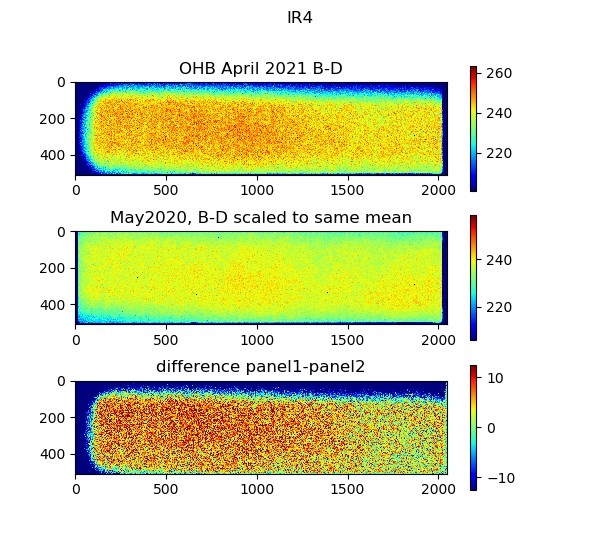 IR4
OHB April 2021 B-D
0
200
400
0 500 1000 1500 2000
260
240
220
May2020, B-D scaled to same mean
0
200
400
0 500 1000 1500 2000
240
220
difference panel1-panel2
0
200
400
0 500 1000 1500 2000
10
0
−10